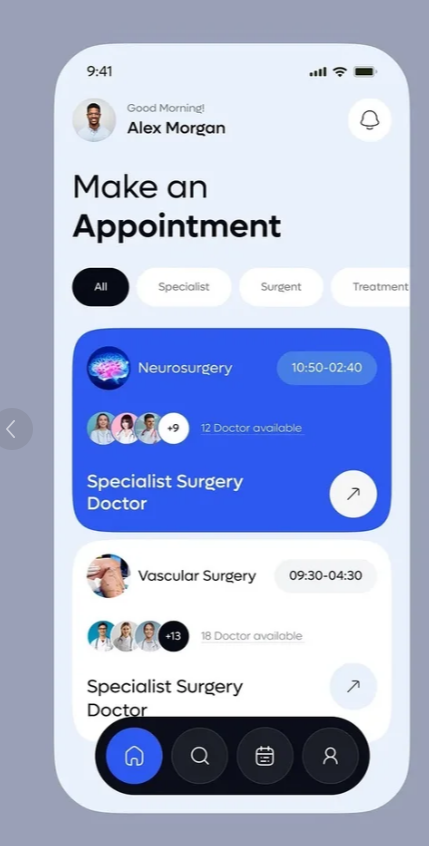 9:41
Good Morning!
Alex Morgan
Make an
Appointment
All
Specialist
Surgent
Treatment
Neurosurgery
10:50-02:40
+9
12 Doctor available
Specialist Surgery
Doctor
Vascular Surgery
09:30-04:30
+13
18 Doctor available
Specialist Surgery
Doctor